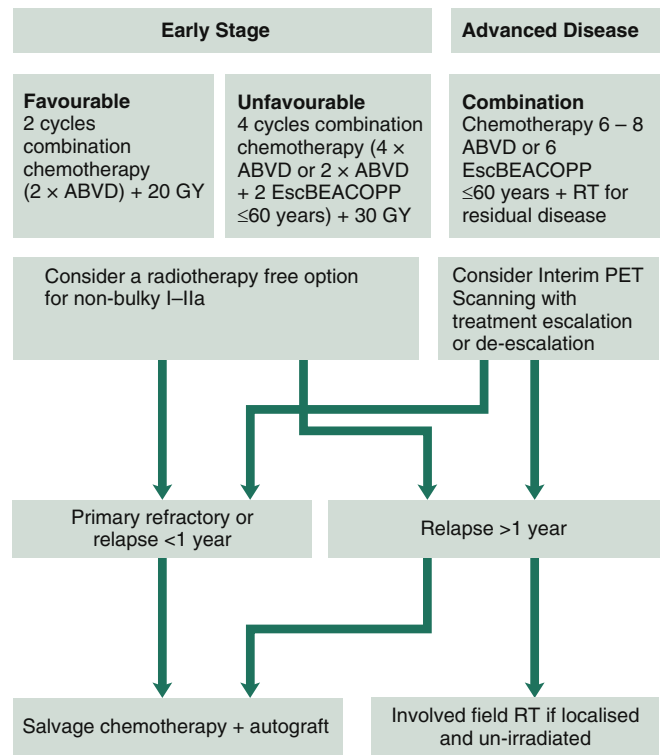 Early Stage
Advanced Disease
Favourable
2 cycles
combination
chemotherapy
(2 × ABVD) + 20 GY
Unfavourable
4 cycles combination
chemotherapy (4 ×
ABVD or 2 × ABVD
+ 2 EscBEACOPP
≤60 years) + 30 GY
Combination
Chemotherapy 6 – 8
ABVD or 6
EscBEACOPP
≤60 years + RT for
residual disease
Consider a radiotherapy free option
for non-bulky I–IIa
Consider Interim PET
Scanning with
treatment escalation
or de-escalation
Primary refractory or
relapse <1 year
Relapse >1 year
Salvage chemotherapy + autograft
Involved field RT if localised
and un-irradiated